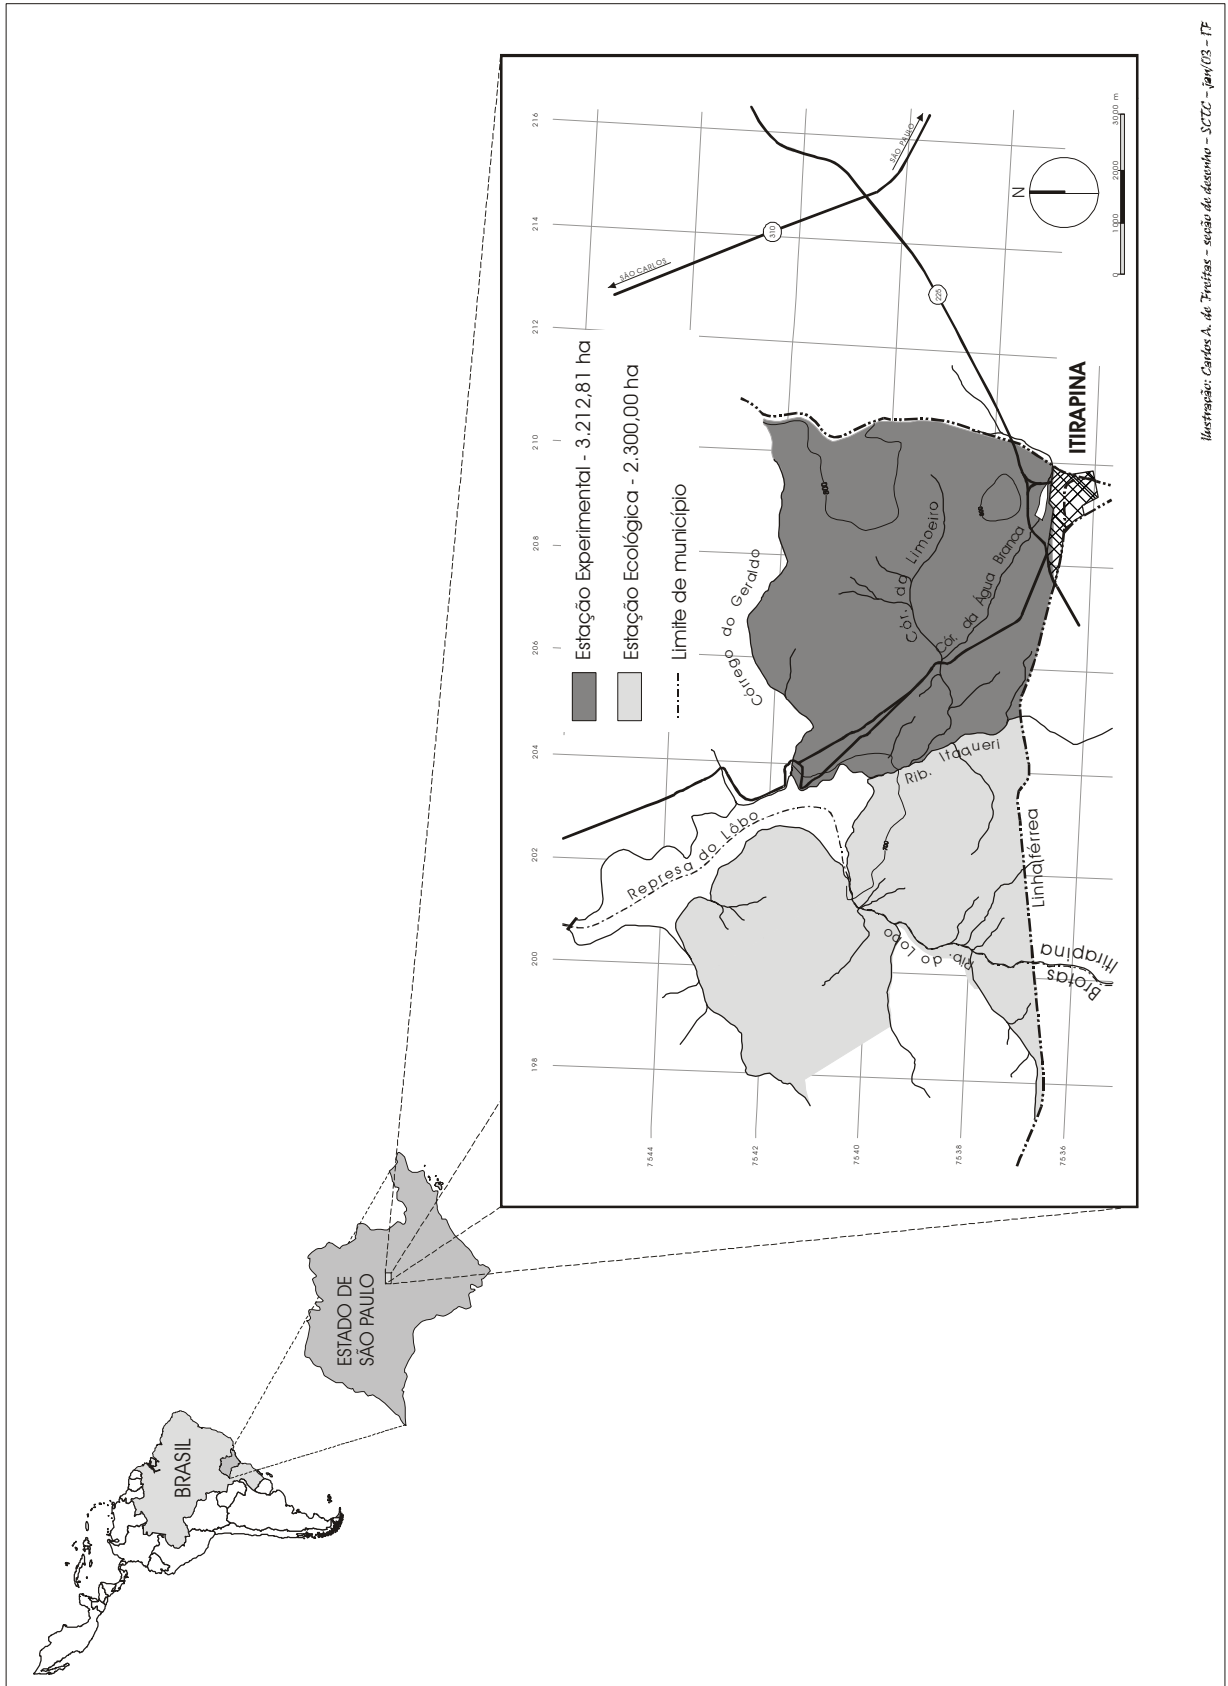 BRASIL
ESTADO DE
SÃO PAULO
Estação Experimental - 3.212,81 ha
Estação Ecológica - 2.300,00 ha
Limite de município
198
200
202
204
206
208
210
212
214
216
7544
7542
7540
7538
7536
SÃO CARLOS
SÃO PAULO
310
225
N
0
1000
2000
3000 m
ITIRAPINA
Córrego do Geraldo
Cór. do Limoeiro
Cór. da Água Branca
Rib. Itaqueri
Represa do Lôbo
Rib. do Lobo
Linha férrea
Itirapina
Brotas
800
700
Ilustração: Carlos A. de Freitas - seção de desenho - SCTC - jan/03 - IF